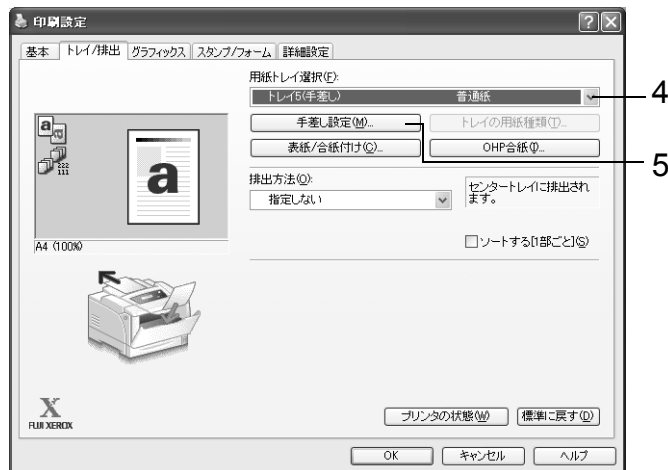 印刷設定
基本 トレイ/排出 グラフィックス スタンプ/フォーム 詳細設定
用紙トレイ選択(F):
トレイ5(手差し) 普通紙
4
手差し設定(M)... トレイの用紙種類(T)...
表紙/合紙付け(C)... OHP合紙(I)...
5
排出方法(O):
指定しない
センタートレイに排出され
ます。
ソートする[1部ごと](S)
a a
222
111
a
A4 (100%)
X
FUJI XEROX
プリンタの状態(W) 標準に戻す(D)
OK キャンセル ヘルプ